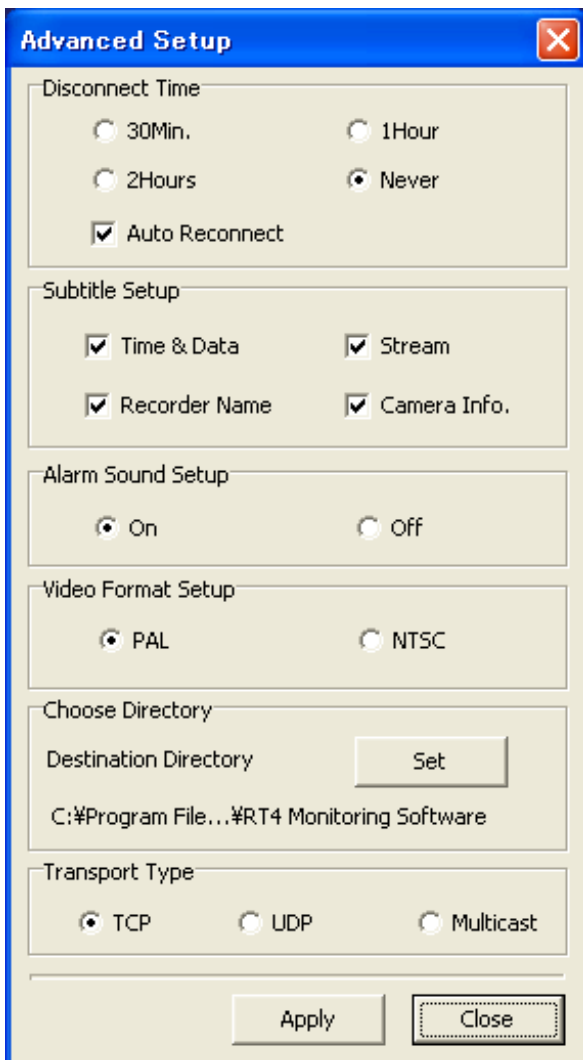 Advanced Setup
Disconnect Time
30Min.
1Hour
2Hours
Never
Auto Reconnect
Subtitle Setup
Time & Data
Stream
Recorder Name
Camera Info.
Alarm Sound Setup
On
Off
Video Format Setup
PAL
NTSC
Choose Directory
Destination Directory
Set
C:¥Program File...¥RT4 Monitoring Software
Transport Type
TCP
UDP
Multicast
Apply
Close